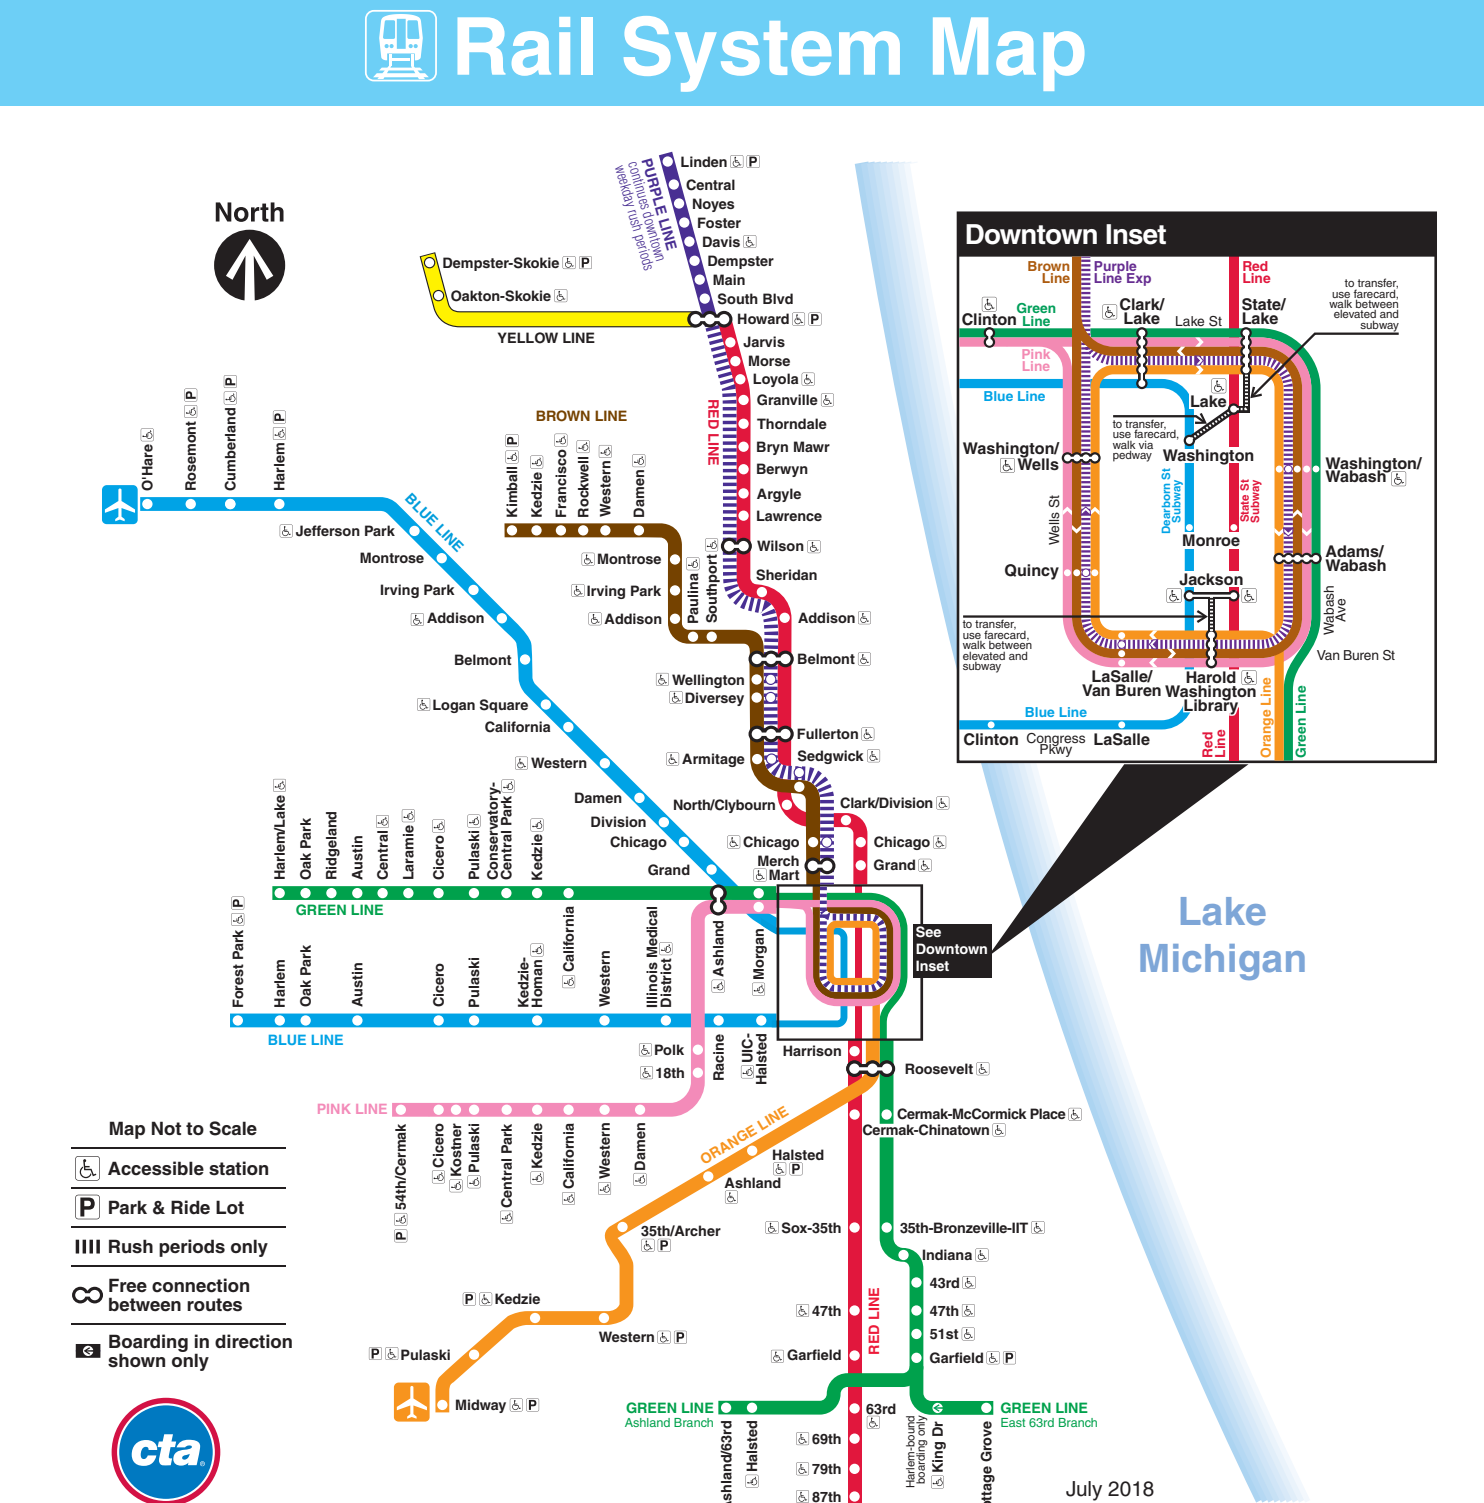 Rail System Map
North
PURPLE LINE
continues downtown
weekday rush periods
Linden P
Central
Noyes
Foster
Davis
Dempster
Main
South Blvd
Howard P
Dempster-Skokie P
Oakton-Skokie
YELLOW LINE
Jarvis
Morse
Loyola
Granville
Thorndale
Bryn Mawr
Berwyn
Argyle
Lawrence
Wilson
Sheridan
Addison
Belmont
Fullerton
Sedgwick
RED LINE
BROWN LINE
Kimball P
Kedzie
Francisco
Rockwell
Western
Damen
Montrose
Irving Park
Addison
Paulina
Southport
Wellington
Diversey
Armitage
North/Clybourn
Clark/Division
Chicago
Chicago
Merch
Mart
Grand
O'Hare
Rosemont P
Cumberland P
Harlem P
BLUE LINE
Jefferson Park
Montrose
Irving Park
Addison
Belmont
Logan Square
California
Western
Damen
Division
Chicago
Grand
Harlem/Lake
Oak Park
Ridgeland
Austin
Central
Laramie
Cicero
Pulaski
Conservatory-
Central Park
Kedzie
California
Ashland
Morgan
GREEN LINE
Forest Park P
Harlem
Oak Park
Austin
Cicero
Pulaski
Kedzie-
Homan
Western
Illinois Medical
District
Racine
UIC-
Halsted
BLUE LINE
Polk
18th
PINK LINE
P 54th/Cermak
Cicero
Kostner
Pulaski
Central Park
Kedzie
California
Western
Damen
Downtown Inset
Brown
Line
Purple
Line Exp
Red
Line
to transfer,
use farecard,
walk between
elevated and
subway
Clinton
Green
Line
Clark/
Lake
Lake St
State/
Lake
Pink
Line
Blue Line
Lake
to transfer,
use farecard,
walk via
pedway
Washington/
Wells
Washington
Washington/
Wabash
Wells St
Dearborn St
Subway
State St
Subway
Monroe
Adams/
Wabash
Quincy
Jackson
Wabash
Ave
to transfer,
use farecard,
walk between
elevated and
subway
Van Buren St
LaSalle/
Van Buren
Harold
Washington
Library
Blue Line
Clinton
Congress
Pkwy
LaSalle
Red
Line
Orange Line
Green Line
See
Downtown
Inset
Lake
Michigan
Harrison
Roosevelt
Cermak-McCormick Place
Cermak-Chinatown
ORANGE LINE
Halsted
P
Ashland
35th/Archer
P
P Kedzie
Western P
P Pulaski
Midway P
Sox-35th
35th-Bronzeville-IIT
Indiana
43rd
47th
47th
51st
RED LINE
Garfield
Garfield P
GREEN LINE
Ashland Branch
63rd
GREEN LINE
East 63rd Branch
Halsted
Harlem-bound
boarding only
King Dr
69th
79th
87th
Map Not to Scale
Accessible station
P Park & Ride Lot
Rush periods only
Free connection
between routes
Boarding in direction
shown only
cta
July 2018